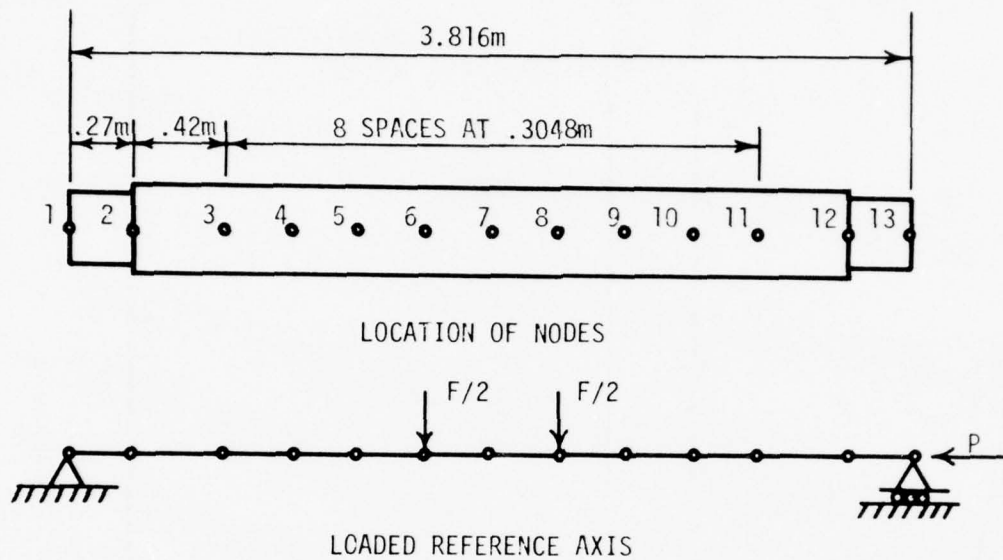 3.816m
.27m .42m 8 SPACES AT .3048m
1 2 3 4 5 6 7 8 9 10 11 12 13
LOCATION OF NODES
F/2 F/2
P
LOADED REFERENCE AXIS